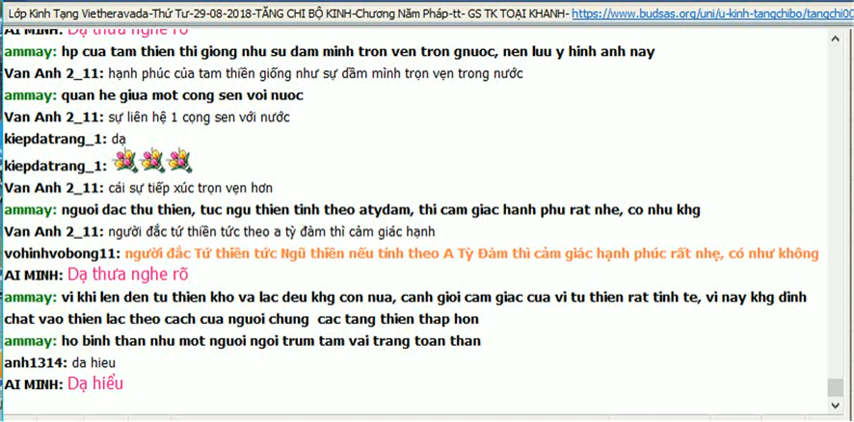 Lớp Kinh Tạng Vietheravada-Thứ Tư-29-08-2018-TĂNG CHI BỘ KINH-Chương Năm Pháp-tt- GS TK TOẠI KHANH- https://www.budsas.org/uni/u-kinh-tangchibo/tangchi0
AI MINH: Dạ thưa nghe rõ
ammay: hp cua tam thien thi giong nhu su dam minh tron ven tron gnuoc, nen luu y hinh anh nay
Van Anh 2_11: hạnh phúc của tam thiền giống như sự dầm mình trọn vẹn trong nước
ammay: quan he giua mot cong sen voi nuoc
Van Anh 2_11: sự liên hệ 1 cọng sen với nước
kiepdatrang_1: dạ
kiepdatrang_1:
Van Anh 2_11: cái sự tiếp xúc trọn vẹn hơn
ammay: nguoi dac thu thien, tuc ngu thien tinh theo atydam, thi cam giac hanh phu rat nhe, co nhu khg
Van Anh 2_11: người đắc tứ thiền tức theo a tỳ đàm thì cảm giác hạnh
vohinhvobong11: người đắc Tứ thiền tức Ngũ thiền nếu tính theo A Tỳ Đàm thì cảm giác hạnh phúc rất nhẹ, có như không
AI MINH: Dạ thưa nghe rõ
ammay: vi khi len den tu thien kho va lac deu khg con nua, canh gioi cam giac cua vi tu thien rat tinh te, vi nay khg dinh
chat vao thien lac theo cach cua nguoi chung cac tang thien thap hon
ammay: ho binh than nhu mot nguoi ngoi trum tam vai trang toan than
anh1314: da hieu
AI MINH: Dạ hiểu